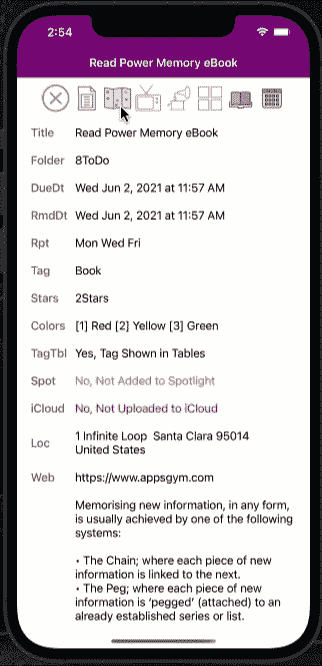 2:54
Read Power Memory eBook
Title Read Power Memory eBook
Folder 8ToDo
DueDt Wed Jun 2, 2021 at 11:57 AM
RmdDt Wed Jun 2, 2021 at 11:57 AM
Rpt Mon Wed Fri
Tag Book
Stars 2Stars
Colors [1] Red [2] Yellow [3] Green
TagTbl Yes, Tag Shown in Tables
Spot No, Not Added to Spotlight
iCloud No, Not Uploaded to iCloud
Loc 1 Infinite Loop Santa Clara 95014
United States
Web https://www.appsgym.com
Memorising new information, in any form,
is usually achieved by one of the following
systems:
• The Chain; where each piece of new
information is linked to the next.
• The Peg; where each piece of new
information is ‘pegged’ (attached) to an
already established series or list.